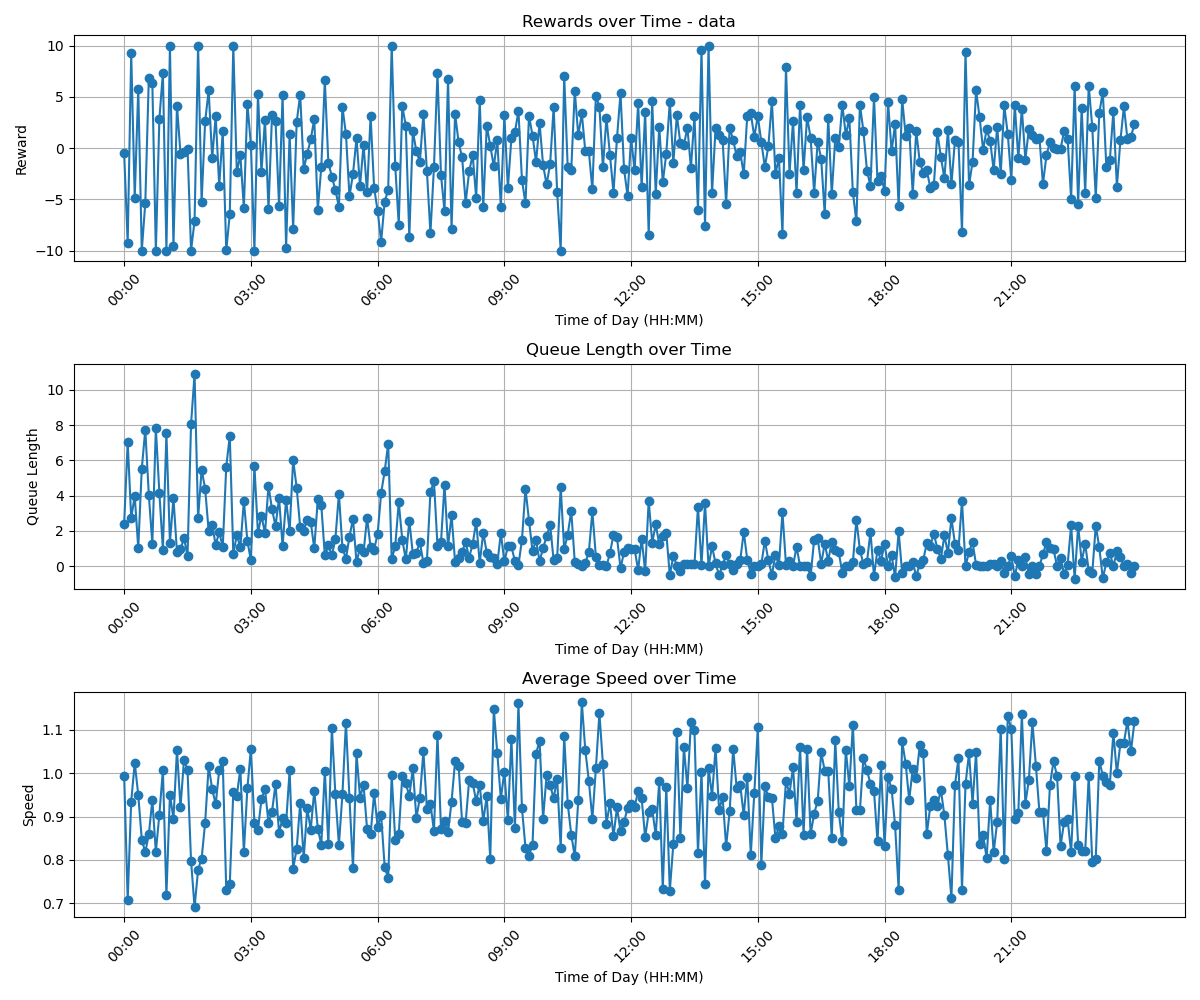 Rewards over Time - data
10
5
0
−5
−10
Reward
00:00 03:00 06:00 09:00 12:00 15:00 18:00 21:00
Time of Day (HH:MM)
Queue Length over Time
10
8
6
4
2
0
Queue Length
00:00 03:00 06:00 09:00 12:00 15:00 18:00 21:00
Time of Day (HH:MM)
Average Speed over Time
1.1
1.0
0.9
0.8
0.7
Speed
00:00 03:00 06:00 09:00 12:00 15:00 18:00 21:00
Time of Day (HH:MM)